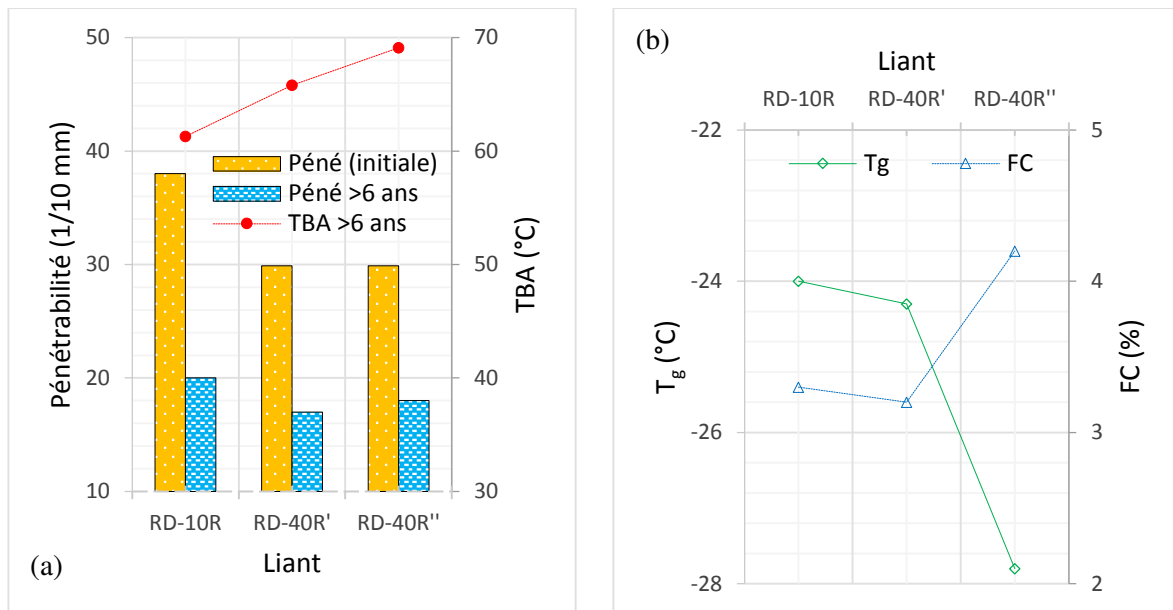 50
40
30
20
10
Pénétrabilité (1/10 mm)
70
60
50
40
30
TBA (°C)
Péné (initiale)
Péné >6 ans
TBA >6 ans
RD-10R RD-40R' RD-40R''
Liant
(a)
(b)
Liant
RD-10R RD-40R' RD-40R''
-22
-24
-26
-28
Tg (°C)
5
4
3
2
FC (%)
Tg FC